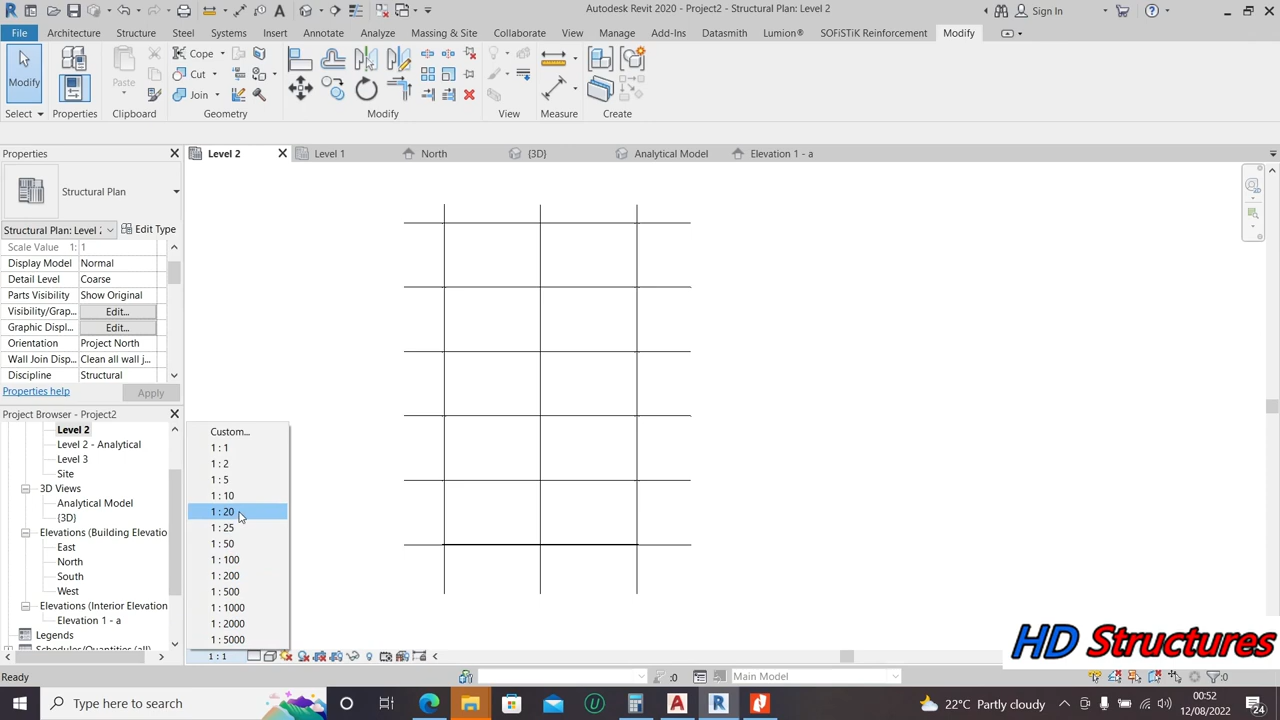 Autodesk Revit 2020 - Project2 - Structural Plan: Level 2
Sign In
File Architecture Structure Steel Systems Insert Annotate Analyze Massing & Site Collaborate View Manage Add-Ins Datasmith Lumion® SOFiSTiK Reinforcement Modify
Modify
Paste
Cope
Cut
Join
Select Properties Clipboard Geometry Modify View Measure Create
Properties
Level 2 Level 1 North {3D} Analytical Model Elevation 1 - a
Structural Plan
Structural Plan: Level 2 Edit Type
Scale Value 1: 1
Display Model Normal
Detail Level Coarse
Parts Visibility Show Original
Visibility/Grap... Edit...
Graphic Displ... Edit...
Orientation Project North
Wall Join Disp... Clean all wall j...
Discipline Structural
Properties help Apply
Project Browser - Project2
Level 2
Level 2 - Analytical
Level 3
Site
3D Views
Analytical Model
{3D}
Elevations (Building Elevatio
East
North
South
West
Elevations (Interior Elevation
Elevation 1 - a
Legends
Schedules/Quantities (all)
Custom...
1 : 1
1 : 2
1 : 5
1 : 10
1 : 20
1 : 25
1 : 50
1 : 100
1 : 200
1 : 500
1 : 1000
1 : 2000
1 : 5000
1 : 1
HD Structures
Ready
:0 Main Model :0
Type here to search
22°C Partly cloudy
00:52
12/08/2022
24